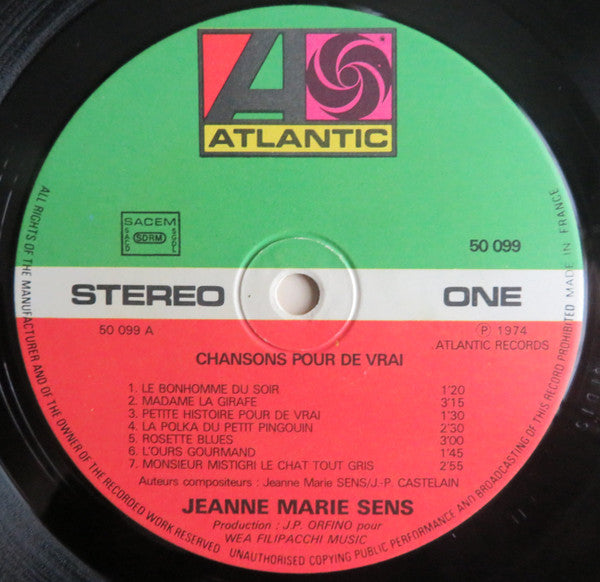 ATLANTIC
SACEM
SACD SDRM SGDL
50 099
STEREO ONE
50 099 A
Ⓟ 1974
ATLANTIC RECORDS
CHANSONS POUR DE VRAI
1. LE BONHOMME DU SOIR 1'20
2. MADAME LA GIRAFE 3'15
3. PETITE HISTOIRE POUR DE VRAI 1'30
4. LA POLKA DU PETIT PINGOUIN 2'30
5. ROSETTE BLUES 3'00
6. L'OURS GOURMAND 1'45
7. MONSIEUR MISTIGRI LE CHAT TOUT GRIS 2'55
Auteurs compositeurs : Jeanne Marie SENS/J.-P. CASTELAIN
JEANNE MARIE SENS
Production : J.P. ORFINO pour
WEA FILIPACCHI MUSIC
ALL RIGHTS OF THE MANUFACTURER AND OF THE OWNER OF THE RECORDED WORK RESERVED UNAUTHORISED COPYING PUBLIC PERFORMANCE AND BROADCASTING OF THIS RECORD PROHIBITED MADE IN FRANCE